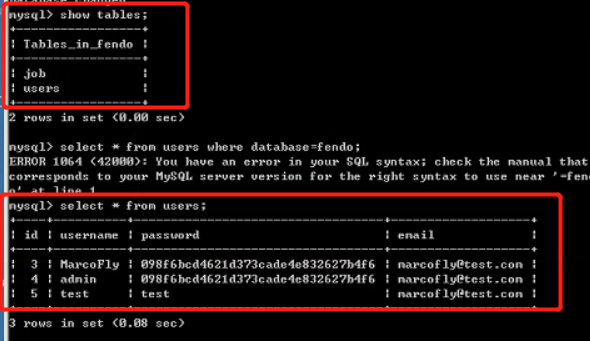 Database changed
mysql> show tables;
+-----------------+
| Tables_in_fendo |
+-----------------+
| job             |
| users           |
+-----------------+
2 rows in set (0.00 sec)
mysql> select * from users where database=fendo;
ERROR 1064 (42000): You have an error in your SQL syntax; check the manual that
corresponds to your MySQL server version for the right syntax to use near '=fend
o' at line 1
mysql> select * from users;
+----+----------+----------------------------------+-------------------+
| id | username | password                         | email             |
+----+----------+----------------------------------+-------------------+
|  3 | MarcoFly | 098f6bcd4621d373cade4e832627b4f6 | marcofly@test.com |
|  4 | admin    | 098f6bcd4621d373cade4e832627b4f6 | marcofly@test.com |
|  5 | test     | test                             | marcofly@test.com |
+----+----------+----------------------------------+-------------------+
3 rows in set (0.08 sec)